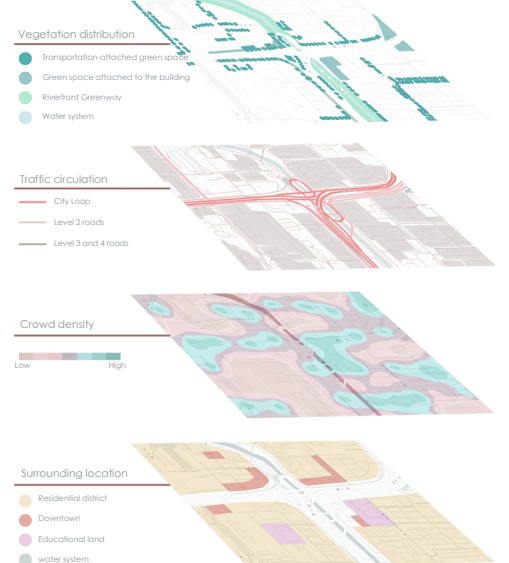 Vegetation distribution
Transportation-attached green space
Green space attached to the building
Riverfront Greenway
Water system
Traffic circulation
City Loop
Level 2 roads
Level 3 and 4 roads
Crowd density
Low High
Surrounding location
Residential district
Downtown
Educational land
water system